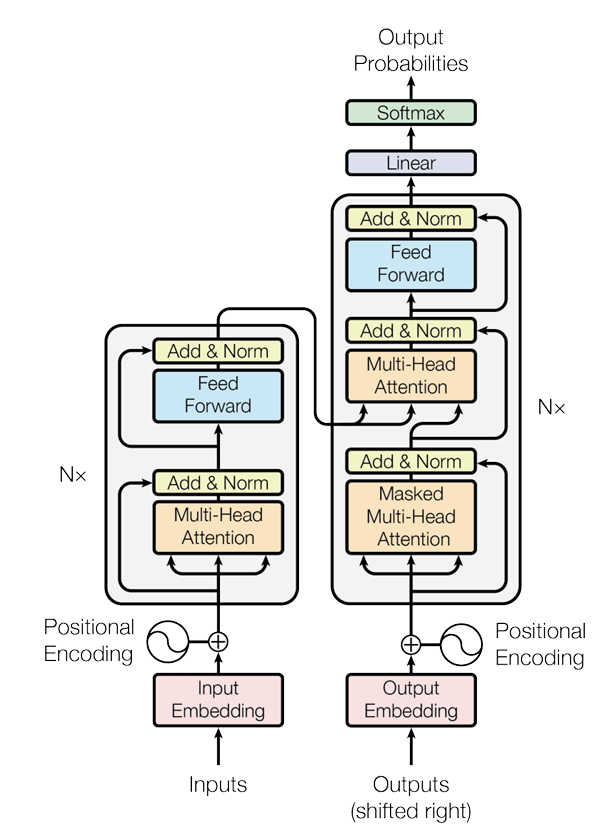 Output
Probabilities
Softmax
Linear
Add & Norm
Feed
Forward
Add & Norm
Multi-Head
Attention
Nx
Add & Norm
Masked
Multi-Head
Attention
Add & Norm
Feed
Forward
Nx
Add & Norm
Multi-Head
Attention
Positional
Encoding
Positional
Encoding
Input
Embedding
Output
Embedding
Inputs
Outputs
(shifted right)